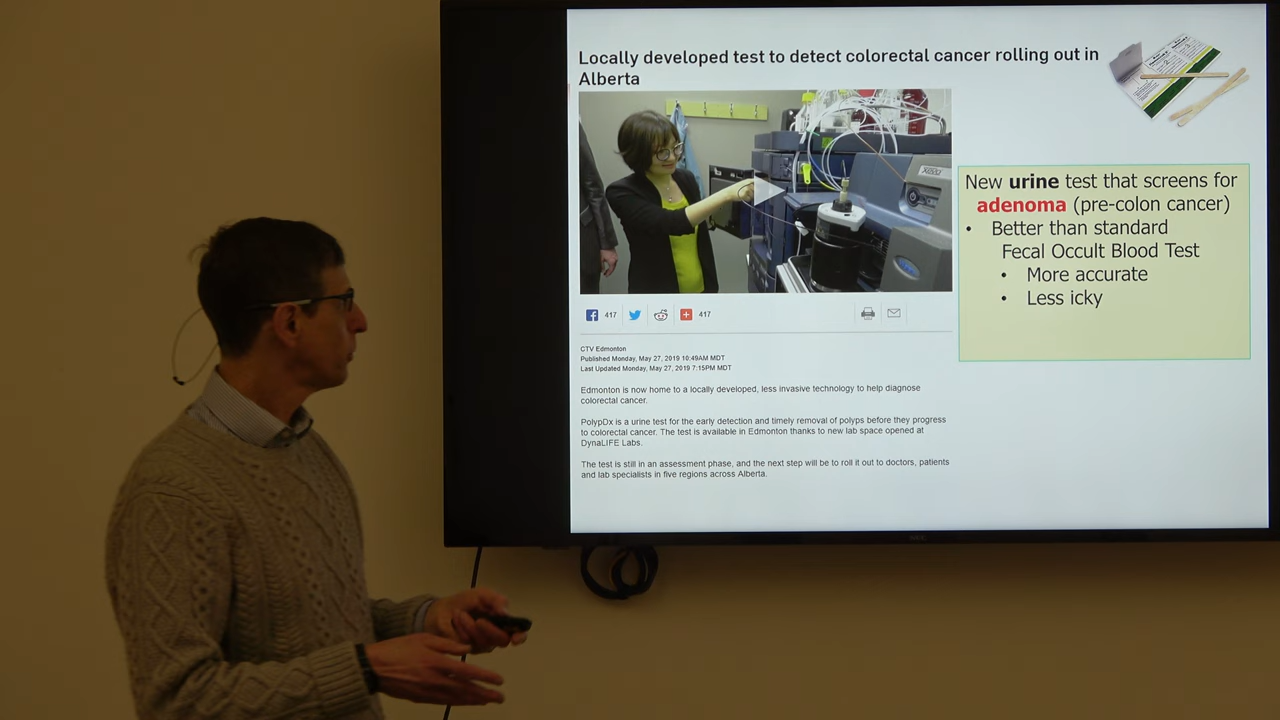 Locally developed test to detect colorectal cancer rolling out in
Alberta
New urine test that screens for
adenoma (pre-colon cancer)
• Better than standard
Fecal Occult Blood Test
• More accurate
• Less icky
417
417
CTV Edmonton
Published Monday, May 27, 2019 10:49AM MDT
Last Updated Monday, May 27, 2019 7:15PM MDT
Edmonton is now home to a locally developed, less invasive technology to help diagnose
colorectal cancer.
PolypDx is a urine test for the early detection and timely removal of polyps before they progress
to colorectal cancer. The test is available in Edmonton thanks to new lab space opened at
DynaLIFE Labs.
The test is still in an assessment phase, and the next step will be to roll it out to doctors, patients
and lab specialists in five regions across Alberta.